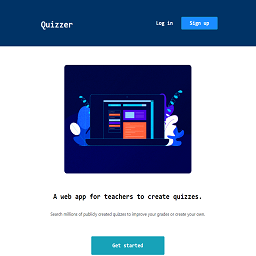 Quizzer
Log in
Sign up
A web app for teachers to create quizzes.
Search millions of publicly created quizzes to improve your grades or create your own.
Get started